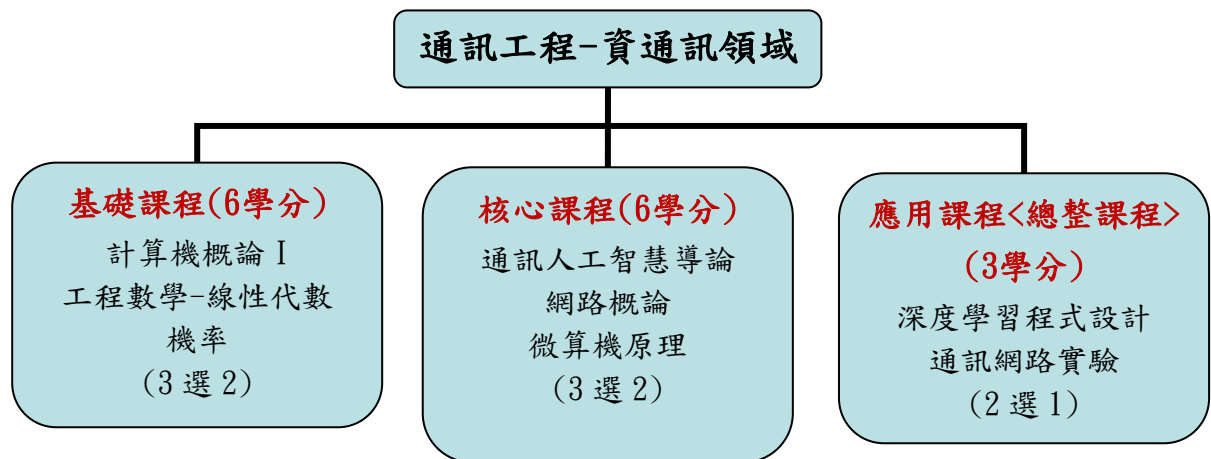 通訊工程-資通訊領域
基礎課程(6學分)
計算機概論 I
工程數學-線性代數
機率
(3 選 2)
核心課程(6學分)
通訊人工智慧導論
網路概論
微算機原理
(3 選 2)
應用課程<總整課程>
(3學分)
深度學習程式設計
通訊網路實驗
(2 選 1)